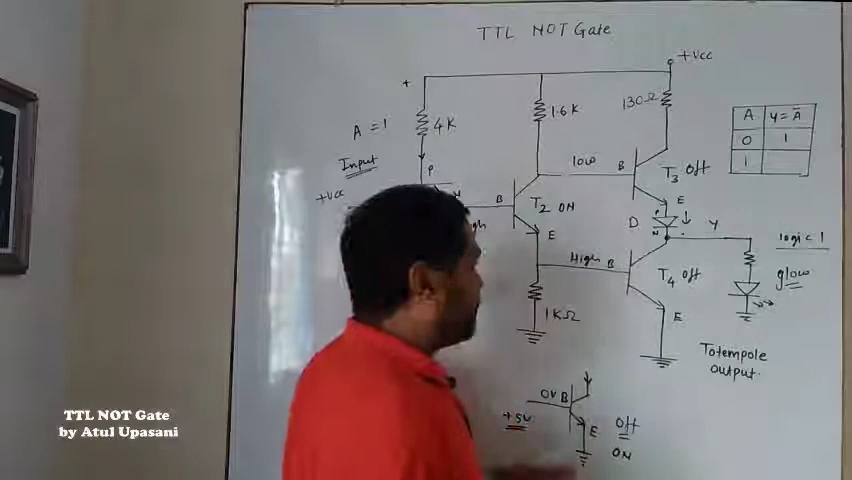 TTL NOT Gate
+Vcc
+
4K
1.6 K
130Ω
A y=Ā
0 1
1
A =1
Input
+Vcc
P
N
B
T2 ON
E
low
B
T3 Off
E
D
P
N
Y
logic 1
glow
High B
T4 Off
E
1KΩ
Totempole
output.
0V B
+5V
E
Off
ON
TTL NOT Gate
by Atul Upasani